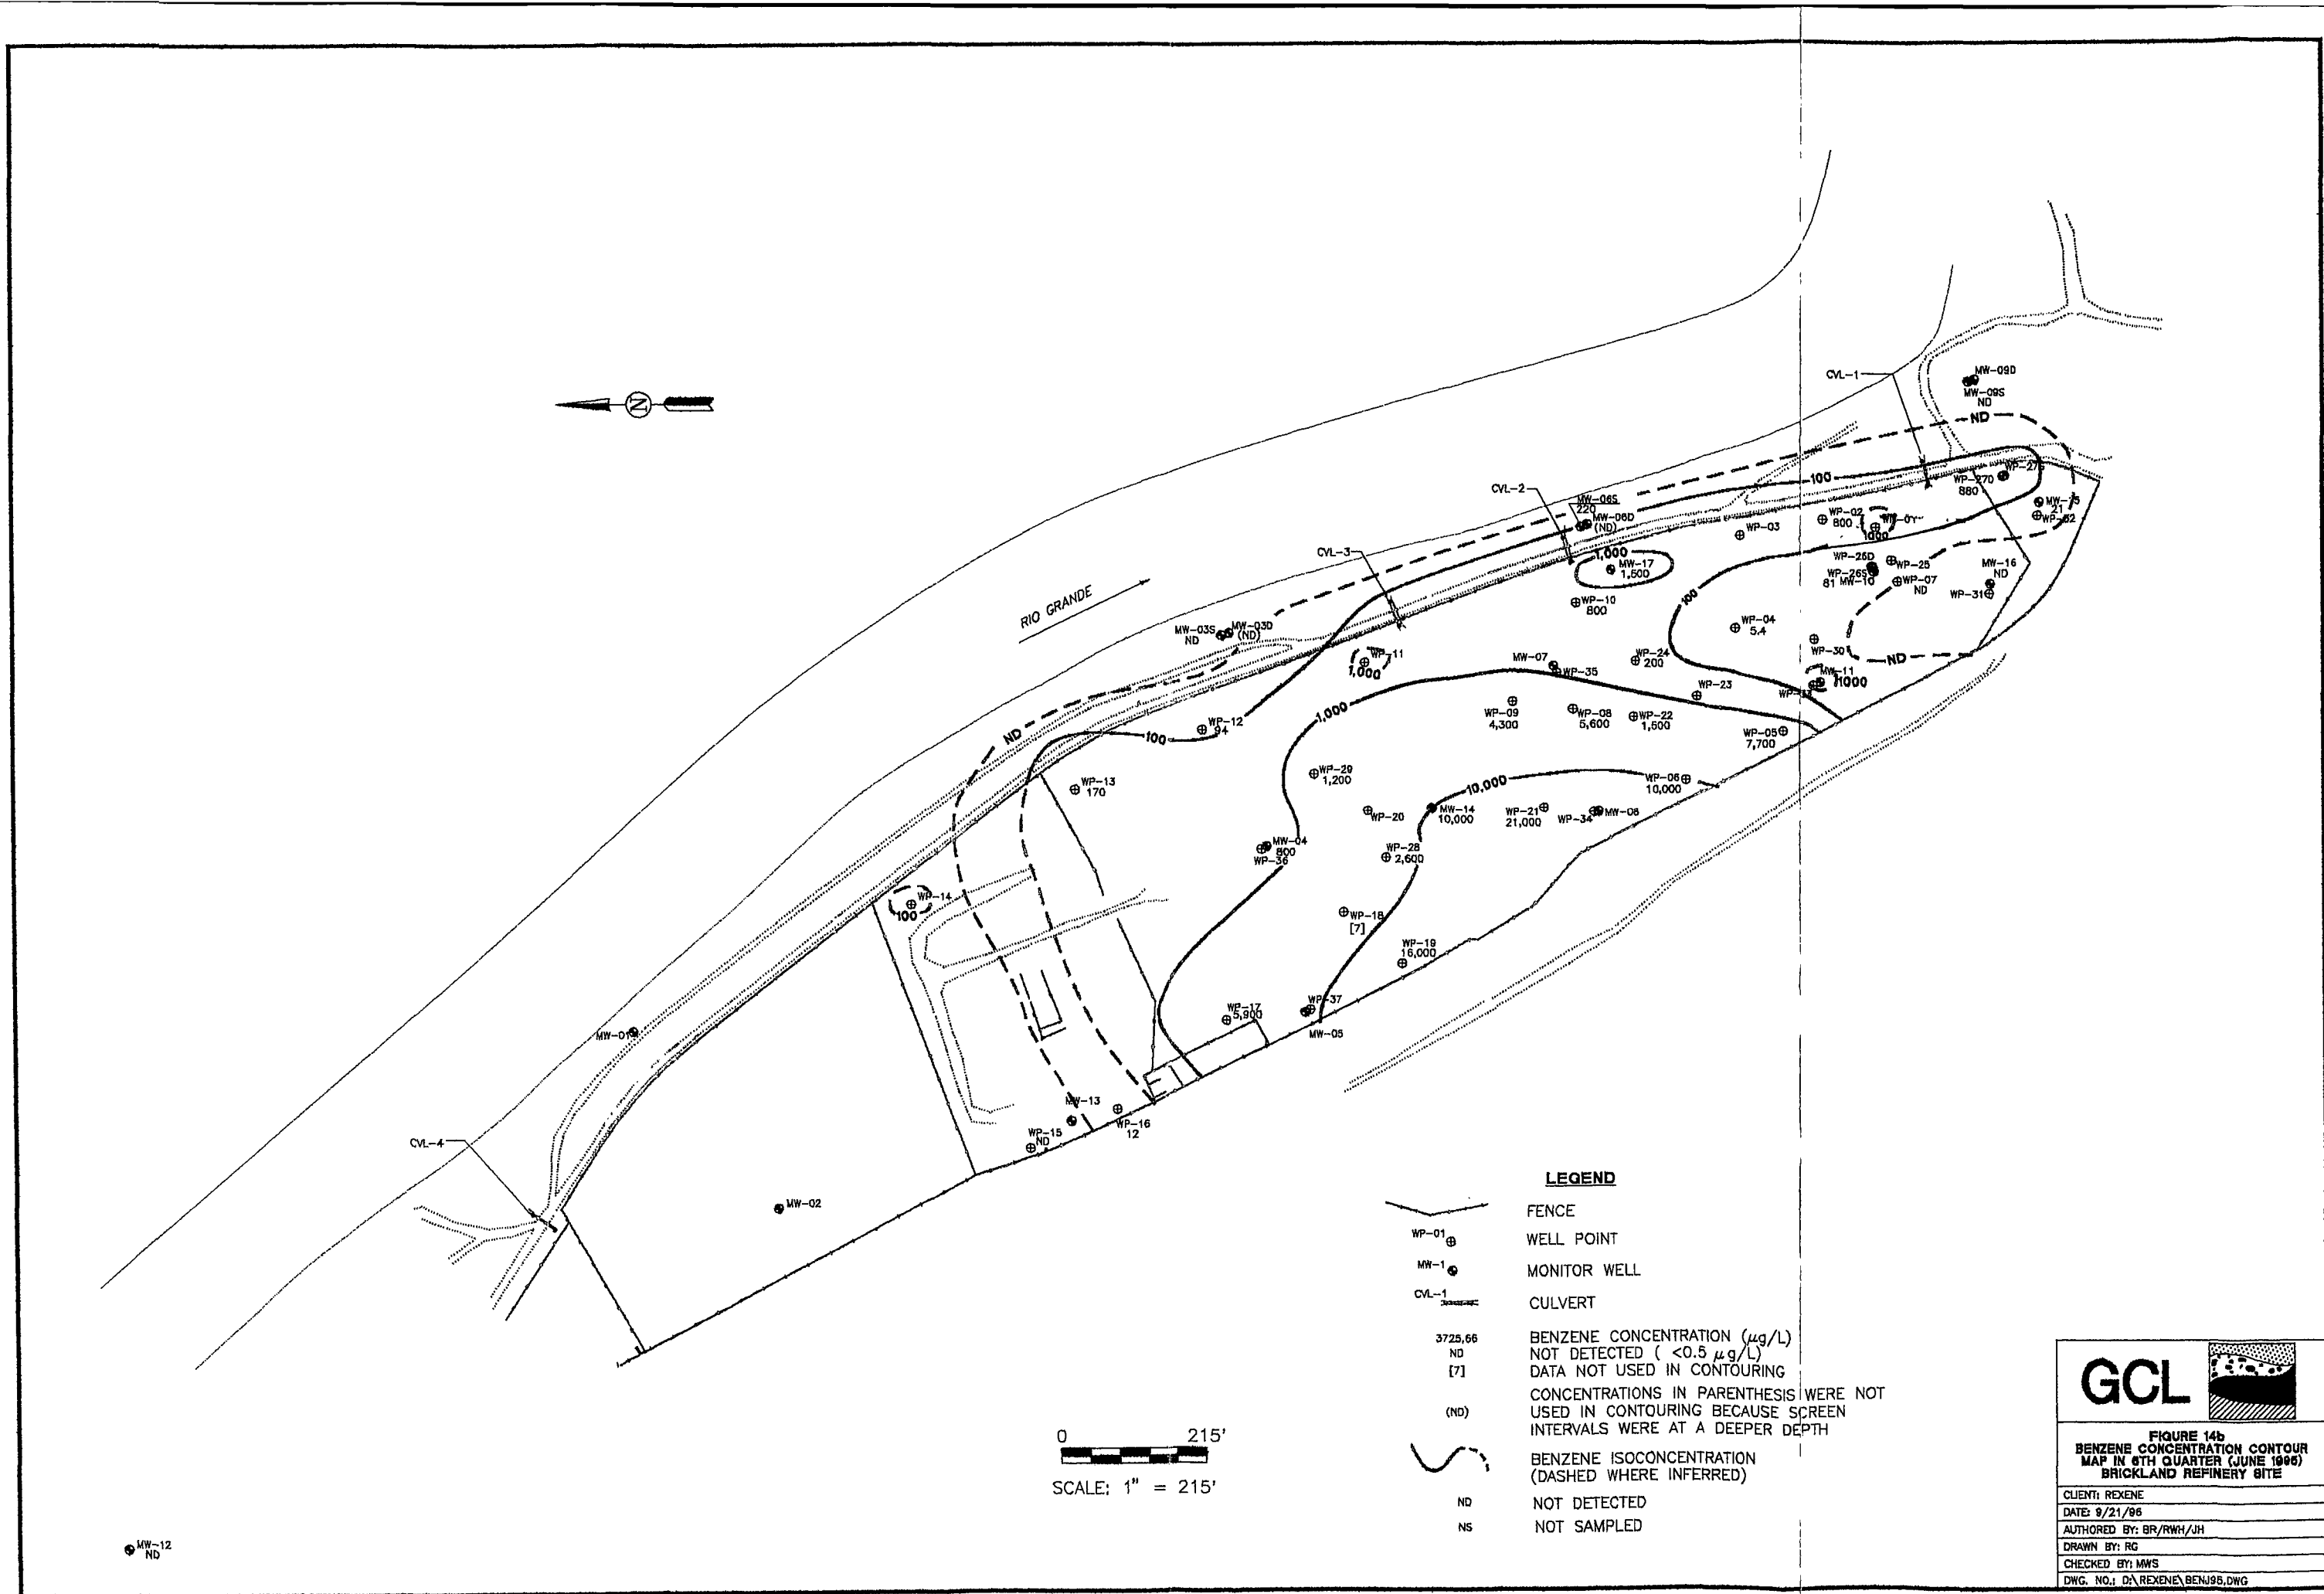 N
RIO GRANDE
CVL-1
CVL-2
CVL-3
CVL-4
MW-09D
MW-09S
ND
ND
WP-27S
WP-27D
880
100
MW-15
21
WP-32
WP-02
800
1000
WP-03
MW-06S
220
MW-06D
(ND)
1,000
MW-17
1,500
WP-10
800
WP-26D
WP-26S
81 MW-10
WP-25
WP-07
ND
MW-16
ND
WP-31
100
WP-04
5.4
WP-30
ND
MW-11
1000
WP-33
MW-03S
ND
MW-03D
(ND)
WP-11
1,000
MW-07
WP-35
WP-24
200
WP-23
WP-09
4,300
WP-08
5,600
WP-22
1,600
WP-05
7,700
1,000
WP-12
94
100
ND
WP-13
170
WP-29
1,200
10,000
WP-06
10,000
WP-20
MW-14
10,000
WP-21
21,000
WP-34
MW-08
MW-04
800
WP-36
WP-28
2,600
WP-14
100
WP-18
[7]
WP-19
16,000
WP-17
5,900
WP-37
MW-05
MW-01
MW-13
WP-16
12
WP-15
ND
MW-02
MW-12
ND
LEGEND
FENCE
WP-01
WELL POINT
MW-1
MONITOR WELL
CVL-1
CULVERT
3725,66 BENZENE CONCENTRATION (µg/L)
ND NOT DETECTED ( <0.5 µg/L)
[7] DATA NOT USED IN CONTOURING
CONCENTRATIONS IN PARENTHESIS WERE NOT
(ND) USED IN CONTOURING BECAUSE SCREEN
INTERVALS WERE AT A DEEPER DEPTH
BENZENE ISOCONCENTRATION
(DASHED WHERE INFERRED)
ND NOT DETECTED
NS NOT SAMPLED
0 215'
SCALE: 1" = 215'
GCL
FIGURE 14b
BENZENE CONCENTRATION CONTOUR
MAP IN 6TH QUARTER (JUNE 1995)
BRICKLAND REFINERY SITE
CLIENT: REXENE
DATE: 9/21/95
AUTHORED BY: BR/RWH/JH
DRAWN BY: RG
CHECKED BY: MWS
DWG. NO.: D:\REXENE\BENJ95.DWG